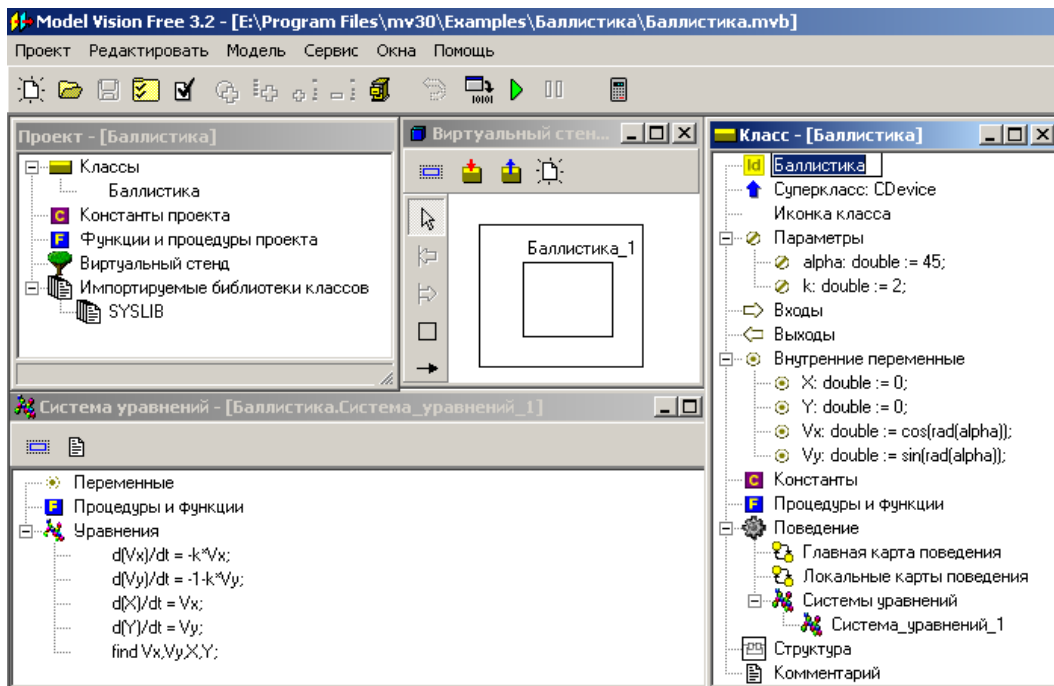 Model Vision Free 3.2 - [E:\Program Files\mv30\Examples\Баллистика\Баллистика.mvb]
Проект Редактировать Модель Сервис Окна Помощь
Проект - [Баллистика]
Классы
Баллистика
Константы проекта
Функции и процедуры проекта
Виртуальный стенд
Импортируемые библиотеки классов
SYSLIB
Виртуальный стен...
Баллистика_1
Класс - [Баллистика]
Баллистика
Суперкласс: CDevice
Иконка класса
Параметры
alpha: double := 45;
k: double := 2;
Входы
Выходы
Внутренние переменные
X: double := 0;
Y: double := 0;
Vx: double := cos(rad(alpha));
Vy: double := sin(rad(alpha));
Константы
Процедуры и функции
Поведение
Главная карта поведения
Локальные карты поведения
Системы уравнений
Система_уравнений_1
Структура
Комментарий
Система уравнений - [Баллистика.Система_уравнений_1]
Переменные
Процедуры и функции
Уравнения
d(Vx)/dt = -k*Vx;
d(Vy)/dt = -1-k*Vy;
d(X)/dt = Vx;
d(Y)/dt = Vy;
find Vx,Vy,X,Y;